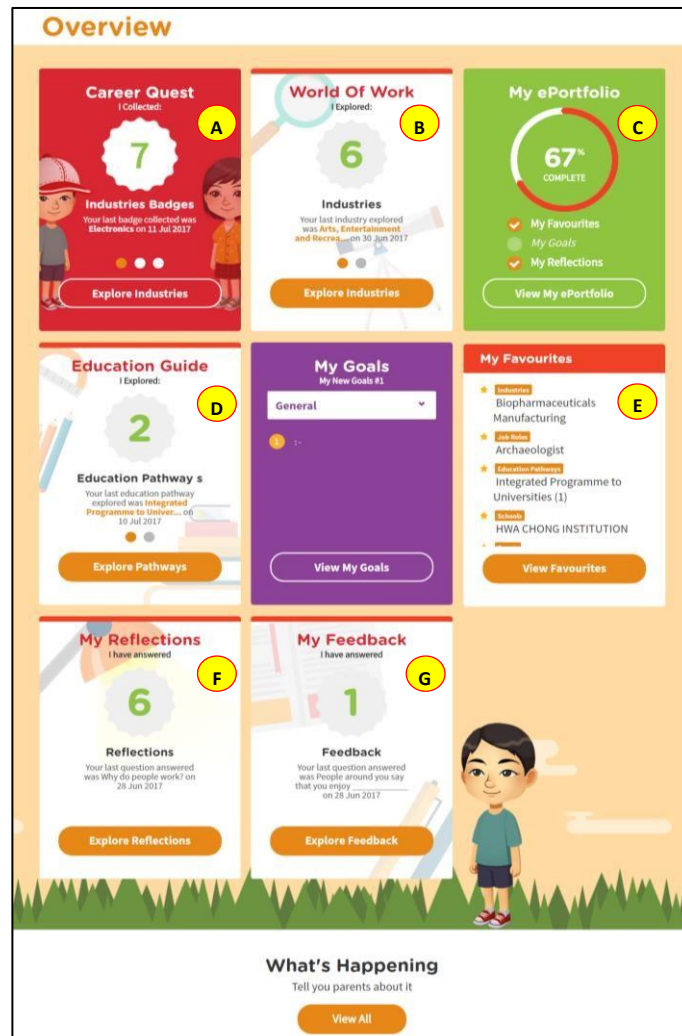 Overview
Career Quest
I Collected:
A
7
Industries Badges
Your last badge collected was
Electronics on 11 Jul 2017
Explore Industries
World Of Work
I Explored:
B
6
Industries
Your last industry explored
was Arts, Entertainment
and Recrea... on 30 Jun 2017
Explore Industries
My ePortfolio
C
67%
COMPLETE
My Favourites
My Goals
My Reflections
View My ePortfolio
Education Guide
I Explored:
D
2
Education Pathway s
Your last education pathway
explored was Integrated
Programme to Univer... on
10 Jul 2017
Explore Pathways
My Goals
My New Goals #1
General
1 :-
View My Goals
My Favourites
E
Industries
Biopharmaceuticals
Manufacturing
Job Roles
Archaeologist
Education Pathways
Integrated Programme to
Universities (1)
Schools
HWA CHONG INSTITUTION
View Favourites
My Reflections
I have answered
F
6
Reflections
Your last question answered
was Why do people work? on
28 Jun 2017
Explore Reflections
My Feedback
I have answered
G
1
Feedback
Your last question answered
was People around you say
that you enjoy ____________
on 28 Jun 2017
Explore Feedback
What's Happening
Tell you parents about it
View All